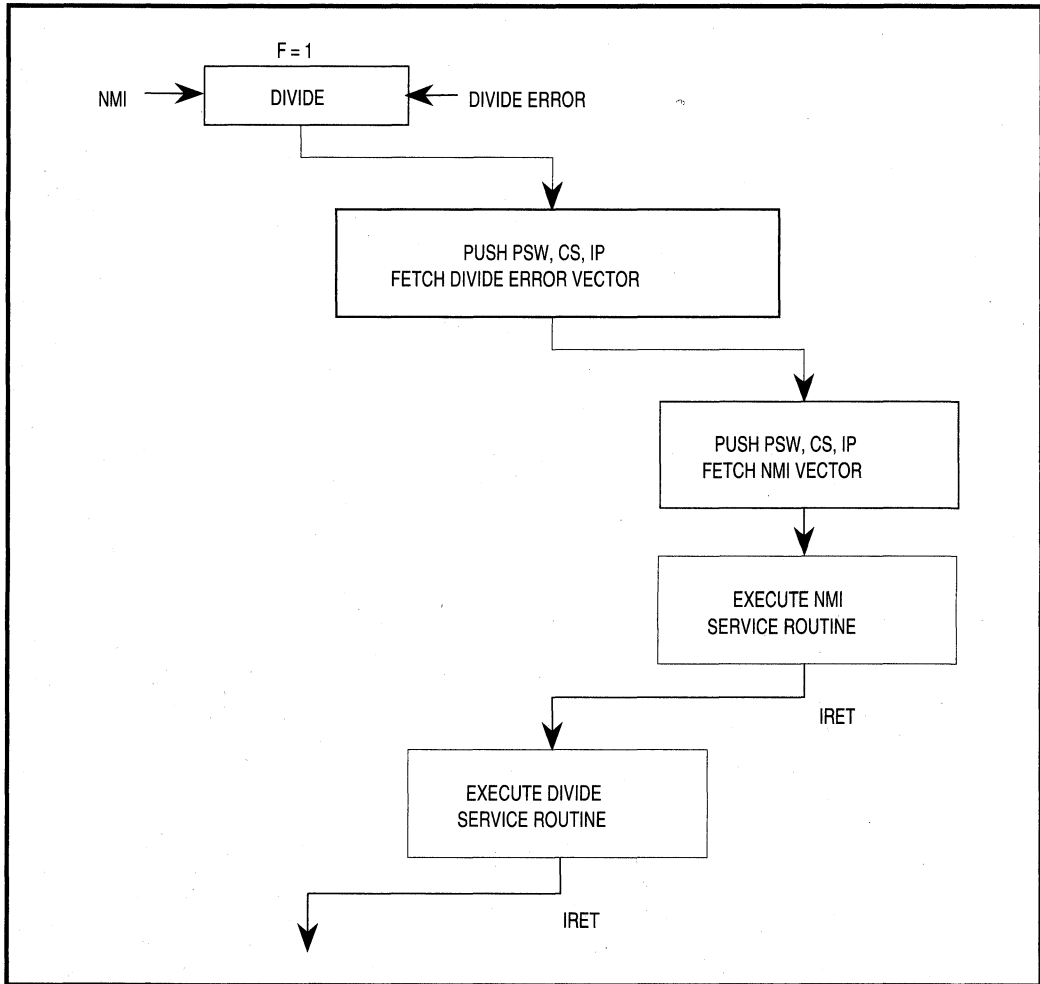 F = 1
NMI
DIVIDE
DIVIDE ERROR
PUSH PSW, CS, IP
FETCH DIVIDE ERROR VECTOR
PUSH PSW, CS, IP
FETCH NMI VECTOR
EXECUTE NMI
SERVICE ROUTINE
IRET
EXECUTE DIVIDE
SERVICE ROUTINE
IRET